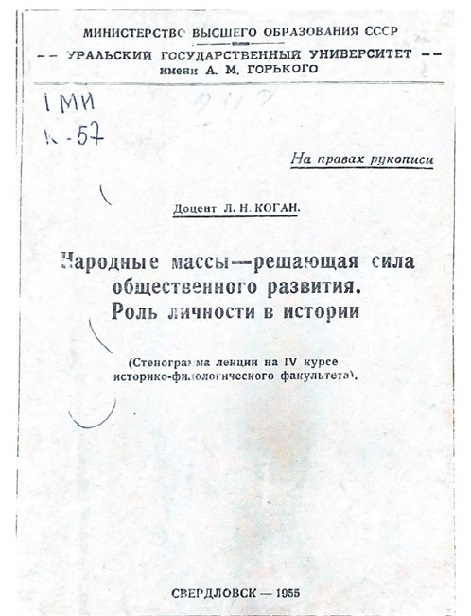 МИНИСТЕРСТВО ВЫСШЕГО ОБРАЗОВАНИЯ СССР
УРАЛЬСКИЙ ГОСУДАРСТВЕННЫЙ УНИВЕРСИТЕТ
имени А. М. ГОРЬКОГО
1 МИ
К-57
На правах рукописи
Доцент Л. Н. КОГАН.
Народные массы—решающая сила
общественного развития.
Роль личности в истории
(Стенограмма лекции на IV курсе
историко-филологического факультета).
СВЕРДЛОВСК — 1955